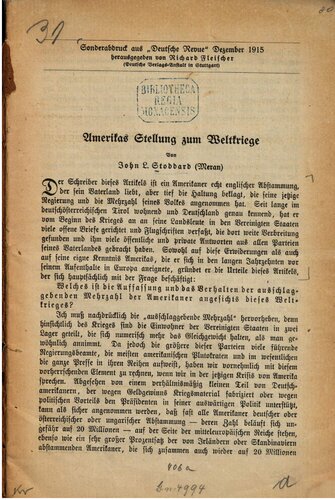 31
80
Sonderabdruck aus „Deutsche Revue“ Dezember 1915
herausgegeben von Richard Fleischer
(Deutsche Verlags-Anstalt in Stuttgart)
BIBLIOTHECA
REGIA
MONACENSIS
Amerikas Stellung zum Weltkriege
Von
John L. Stoddard (Meran)
Der Schreiber dieses Artikels ist ein Amerikaner echt englischer Abstammung,
der sein Vaterland liebt, aber tief die Haltung beklagt, die seine jetzige
Regierung und die Mehrzahl seines Volkes angenommen hat. Seit lange in
deutschösterreichischen Tirol wohnend und Deutschland genau kennend, hat er
vom Beginn des Krieges an seine Landsleute in den Vereinigten Staaten
viele offene Briefe gerichtet und Flugschriften verfaßt, die dort weite Verbreitung
gefunden und ihm viele öffentliche und private Antworten aus allen Parteien
seines Vaterlandes gebracht haben. Sowohl auf diese Erwiderungen als auch
auf seine eigne Kenntnis Amerikas, die er sich in den langen Jahrzehnten vor
seinem Aufenthalte in Europa aneignete, gründet er die Urteile dieses Artikels,
der sich hauptsächlich mit der Frage beschäftigt:
Welches ist die Auffassung und das Verhalten der ausschlag-
gebenden Mehrzahl der Amerikaner angesichts dieses Welt-
krieges?
Ich muß nachdrücklich die „ausschlaggebende Mehrzahl“ hervorheben, denn
hinsichtlich des Kriegs sind die Einwohner der Vereinigten Staaten in zwei
Lager geteilt, die sich numerisch mehr das Gleichgewicht halten, als man ge-
wöhnlich annimmt. Da jedoch die größere dieser Parteien viele führende
Regierungsbeamte, die meisten amerikanischen Plutokraten und im wesentlichen
die ganze Presse in ihren Reihen aufweist, haben wir vornehmlich mit diesem
vorherrschenden Element zu rechnen, wenn wir in der jetzigen Krisis von Amerika
sprechen. Abgesehen von einem verhältnismäßig kleinen Teil von Deutsch-
amerikanern, der wegen Geldgewinns Kriegsmaterial fabriziert oder wegen
politischen Vorteils den Präsidenten in seiner auswärtigen Politik unterstützt,
kann als sicher angenommen werden, daß fast alle Amerikaner deutscher oder
österreichischer oder ungarischer Abstammung — deren Zahl beläuft sich unge-
fähr auf 20 Millionen — auf Seite der mitteleuropäischen Reiche stehen,
ebenso wie ein sehr großer Prozentsatz der von Irländern oder Skandinaviern
abstammenden Amerikaner, die sich zusammen auch wieder auf 20 Millionen
406 a
4994
d